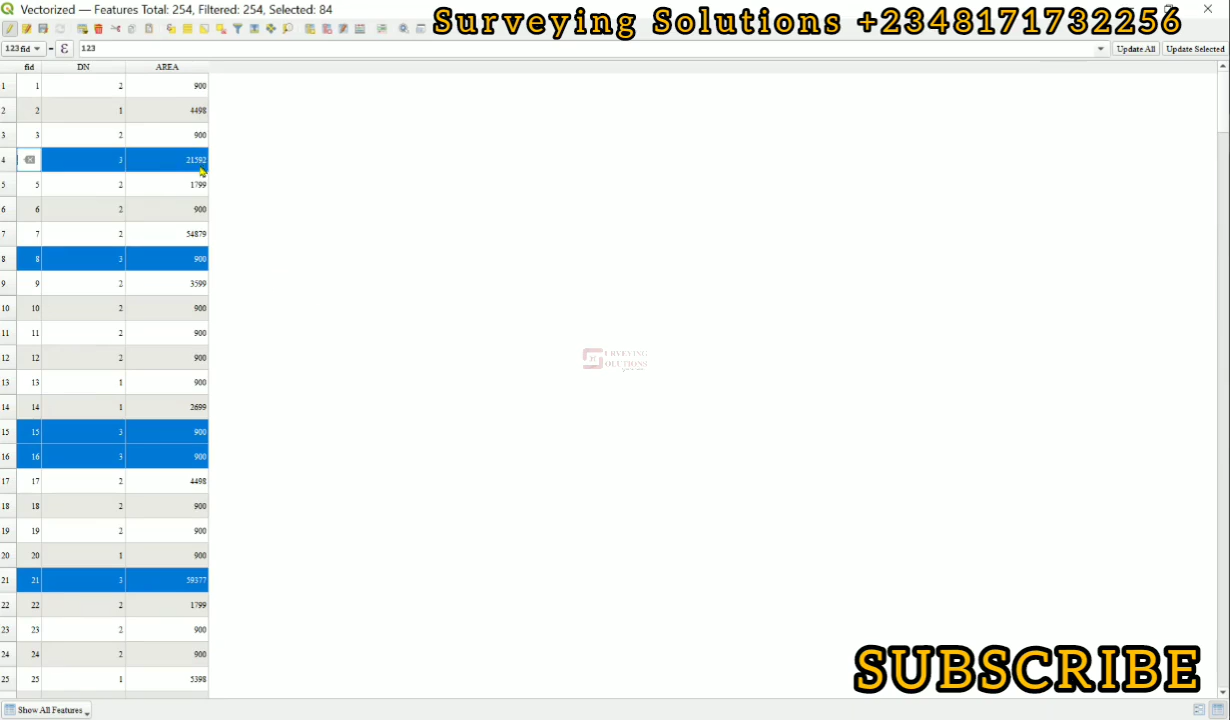 Vectorized — Features Total: 254, Filtered: 254, Selected: 84
Surveying Solutions +2348171732256
123 fid = ε 123 Update All Update Selected
fid DN AREA
1 1 2 900
2 2 1 4498
3 3 2 900
4 3 21592
5 5 2 1799
6 6 2 900
7 7 2 54879
8 8 3 900
9 9 2 3599
10 10 2 900
11 11 2 900
12 12 2 900
13 13 1 900
14 14 1 2699
15 15 3 900
16 16 3 900
17 17 2 4498
18 18 2 900
19 19 2 900
20 20 1 900
21 21 3 59377
22 22 2 1799
23 23 2 900
24 24 2 900
25 25 1 5398
SURVEYING
SOLUTIONS
SUBSCRIBE
Show All Features